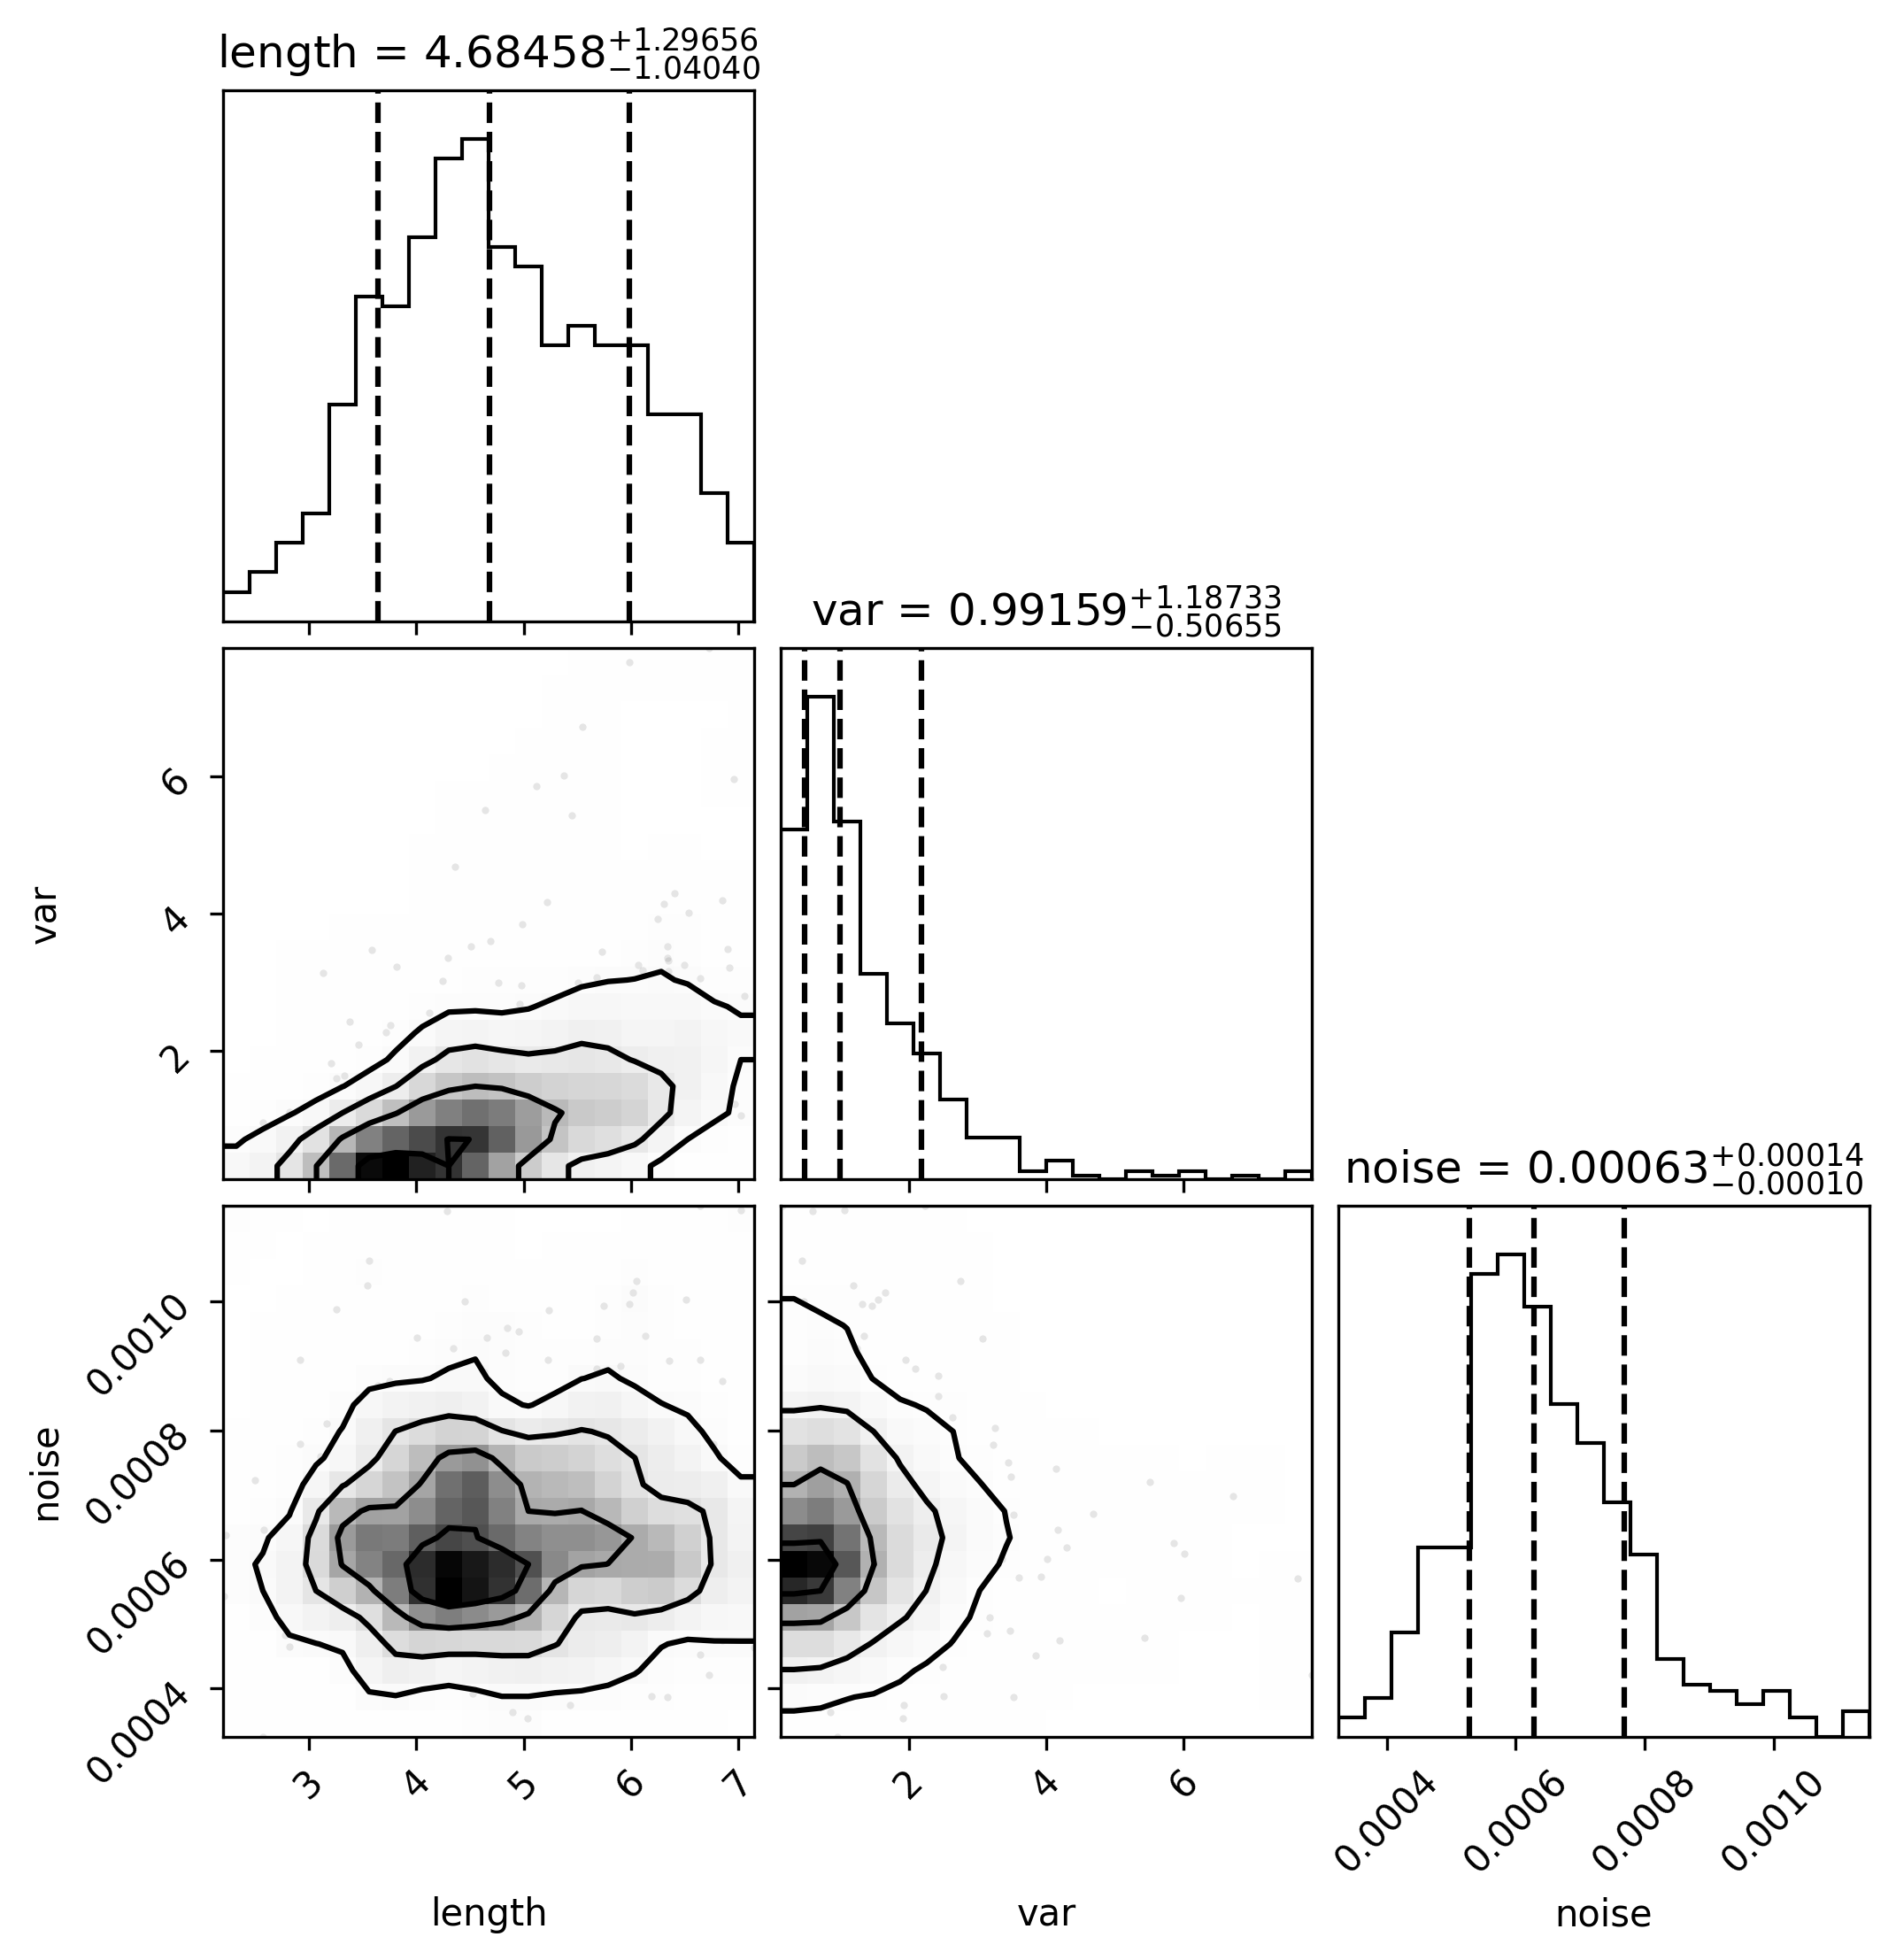 length = 4.68458+1.29656−1.04040
var = 0.99159+1.18733−0.50655
6
4
2
var
noise = 0.00063+0.00014−0.00010
0.0010
0.0008
0.0006
0.0004
noise
3 4 5 6 7
2 4 6
0.0004 0.0006 0.0008 0.0010
length var noise